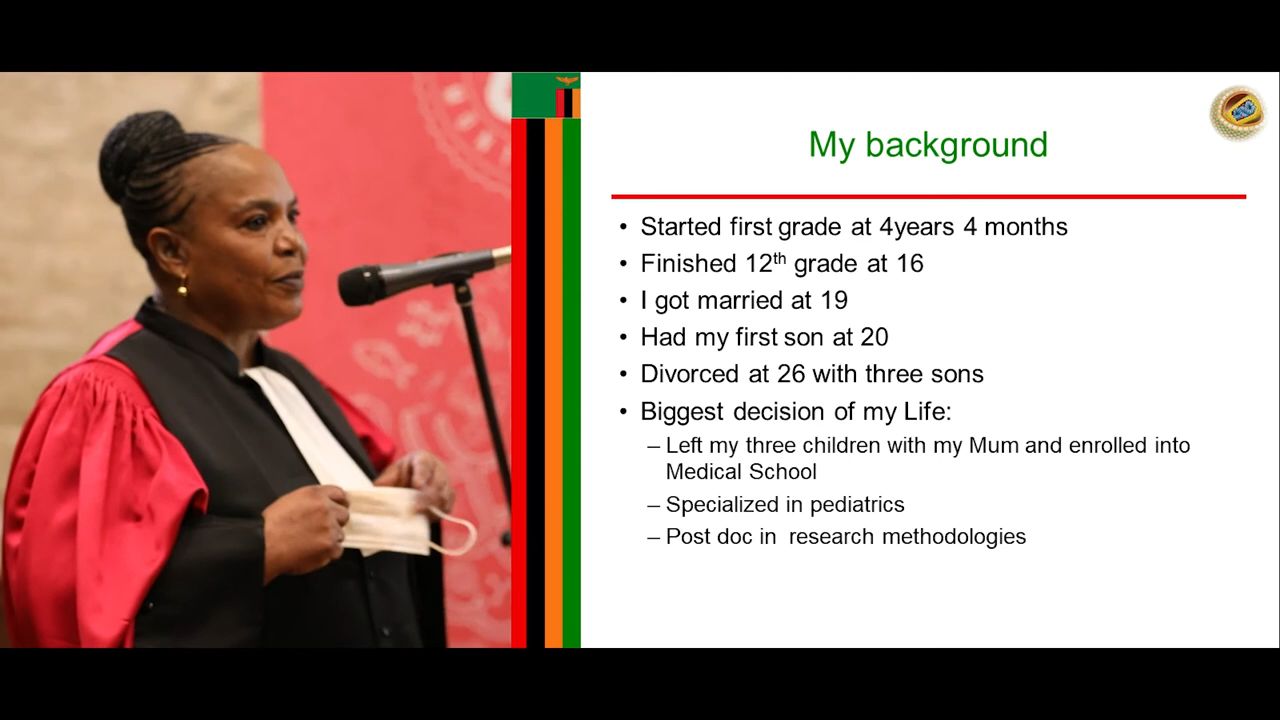 My background
• Started first grade at 4years 4 months
• Finished 12th grade at 16
• I got married at 19
• Had my first son at 20
• Divorced at 26 with three sons
• Biggest decision of my Life:
– Left my three children with my Mum and enrolled into
Medical School
– Specialized in pediatrics
– Post doc in  research methodologies